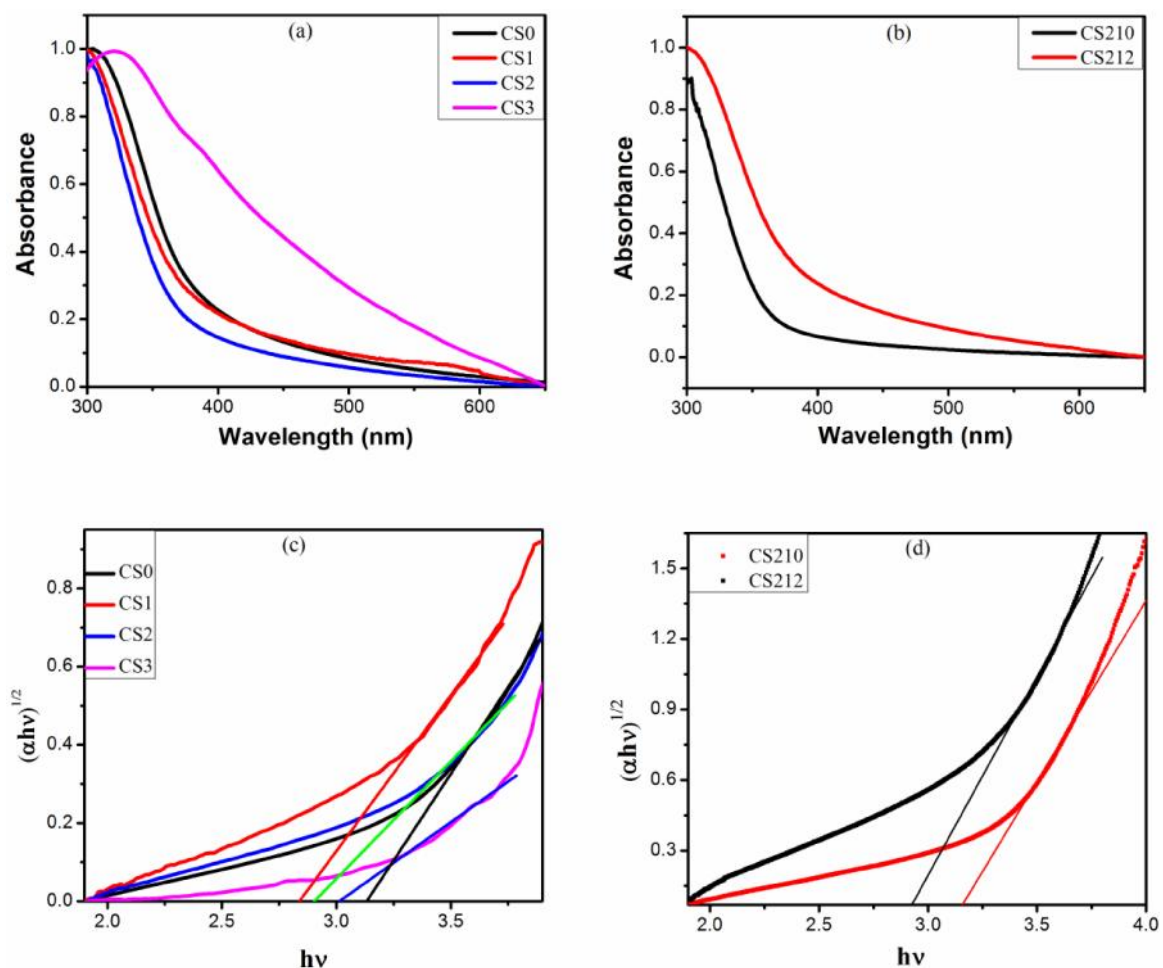 (a)
CS0
CS1
CS2
CS3
1.0
0.8
0.6
0.4
0.2
0.0
Absorbance
300
400
500
600
Wavelength (nm)
(b)
CS210
CS212
1.0
0.8
0.6
0.4
0.2
0.0
Absorbance
300
400
500
600
Wavelength (nm)
(c)
CS0
CS1
CS2
CS3
0.8
0.6
0.4
0.2
0.0
(αhν)1/2
2.0
2.5
3.0
3.5
hν
(d)
CS210
CS212
1.5
1.2
0.9
0.6
0.3
(αhν)1/2
2.0
2.5
3.0
3.5
4.0
hν